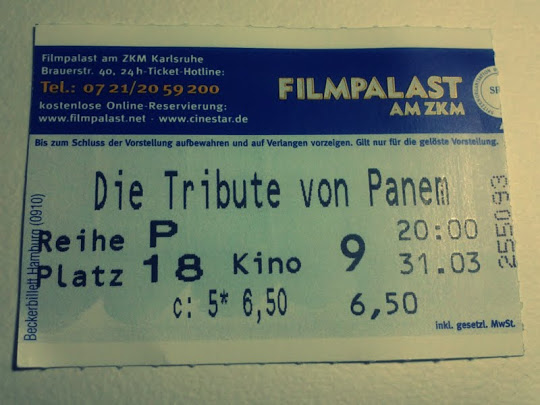 Filmpalast am ZKM Karlsruhe
Brauerstr. 40, 24h-Ticket-Hotline:
Tel.: 07 21/20 59 200
kostenlose Online-Reservierung:
www.filmpalast.net · www.cinestar.de
FILMPALAST
AM ZKM
Bis zum Schluss der Vorstellung aufbewahren und auf Verlangen vorzeigen. Gilt nur für die gelöste Vorstellung.
Die Tribute von Panem
Reihe P 20:00
Platz 18 Kino 9 31.03
c: 5* 6,50 6,50
inkl. gesetzl. MwSt.
255093
Beckerbillett Hamburg (0910)